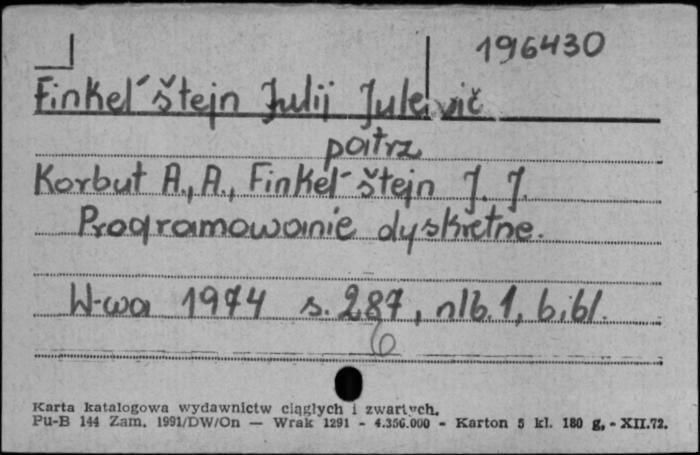 196430
Finkel´štejn Julij Julevič
patrz
Korbut A., A., Finkel´štejn J. J.
Programowanie dyskretne.
W-wa 1974 s. 287, nlb. 1, bibl.
6
Karta katalogowa wydawnictw ciągłych i zwartych.
Pu-B 144 Zam. 1991/DW/On — Wrak 1291 - 4.356.000 - Karton 5 kl. 180 g, - XII.72.